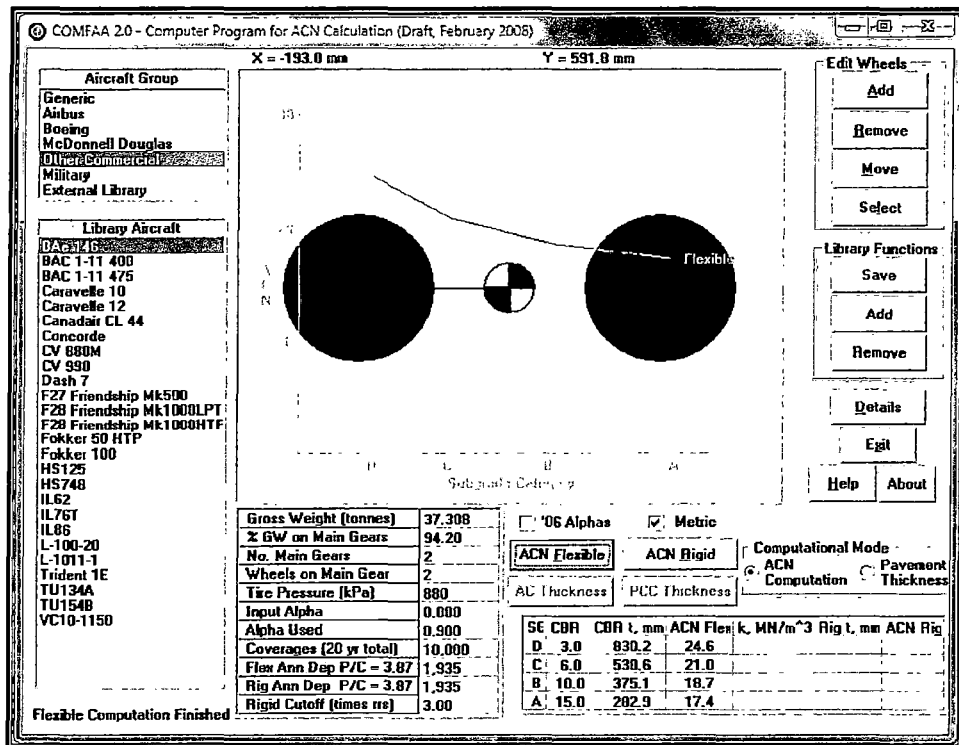 COMFAA 2.0 - Computer Program for ACN Calculation (Draft, February 2008)
X = -193.0 mm Y = 591.8 mm
Aircraft Group
Generic
Airbus
Boeing
McDonnell Douglas
Other Commercial
Military
External Library
Library Aircraft
BAe 146
BAC 1-11 400
BAC 1-11 475
Caravelle 10
Caravelle 12
Canadair CL 44
Concorde
CV 880M
CV 990
Dash 7
F27 Friendship Mk500
F28 Friendship Mk1000LPT
F28 Friendship Mk1000HTP
Fokker 50 HTP
Fokker 100
HS125
HS748
IL62
IL76T
IL86
L-100-20
L-1011-1
Trident 1E
TU134A
TU154B
VC10-1150
Flexible Computation Finished
Flexible
D C B A
Subgrade Category
Gross Weight (tonnes) 37.308
% GW on Main Gears 94.20
No. Main Gears 2
Wheels on Main Gear 2
Tire Pressure (kPa) 880
Input Alpha 0.000
Alpha Used 0.900
Coverages (20 yr total) 10,000
Flex Ann Dep P/C = 3.87 1,935
Rig Ann Dep P/C = 3.87 1,935
Rigid Cutoff (times rrs) 3.00
Edit Wheels
Add
Remove
Move
Select
Library Functions
Save
Add
Remove
Details
Exit
Help About
'06 Alphas Metric
ACN Flexible ACN Rigid
AC Thickness PCC Thickness
Computational Mode
ACN Computation
Pavement Thickness
SG CBR CBR t, mm ACN Flex k, MN/m^3 Rig t, mm ACN Rig
D 3.0 830.2 24.6
C 6.0 530.6 21.0
B 10.0 375.1 18.7
A 15.0 282.9 17.4